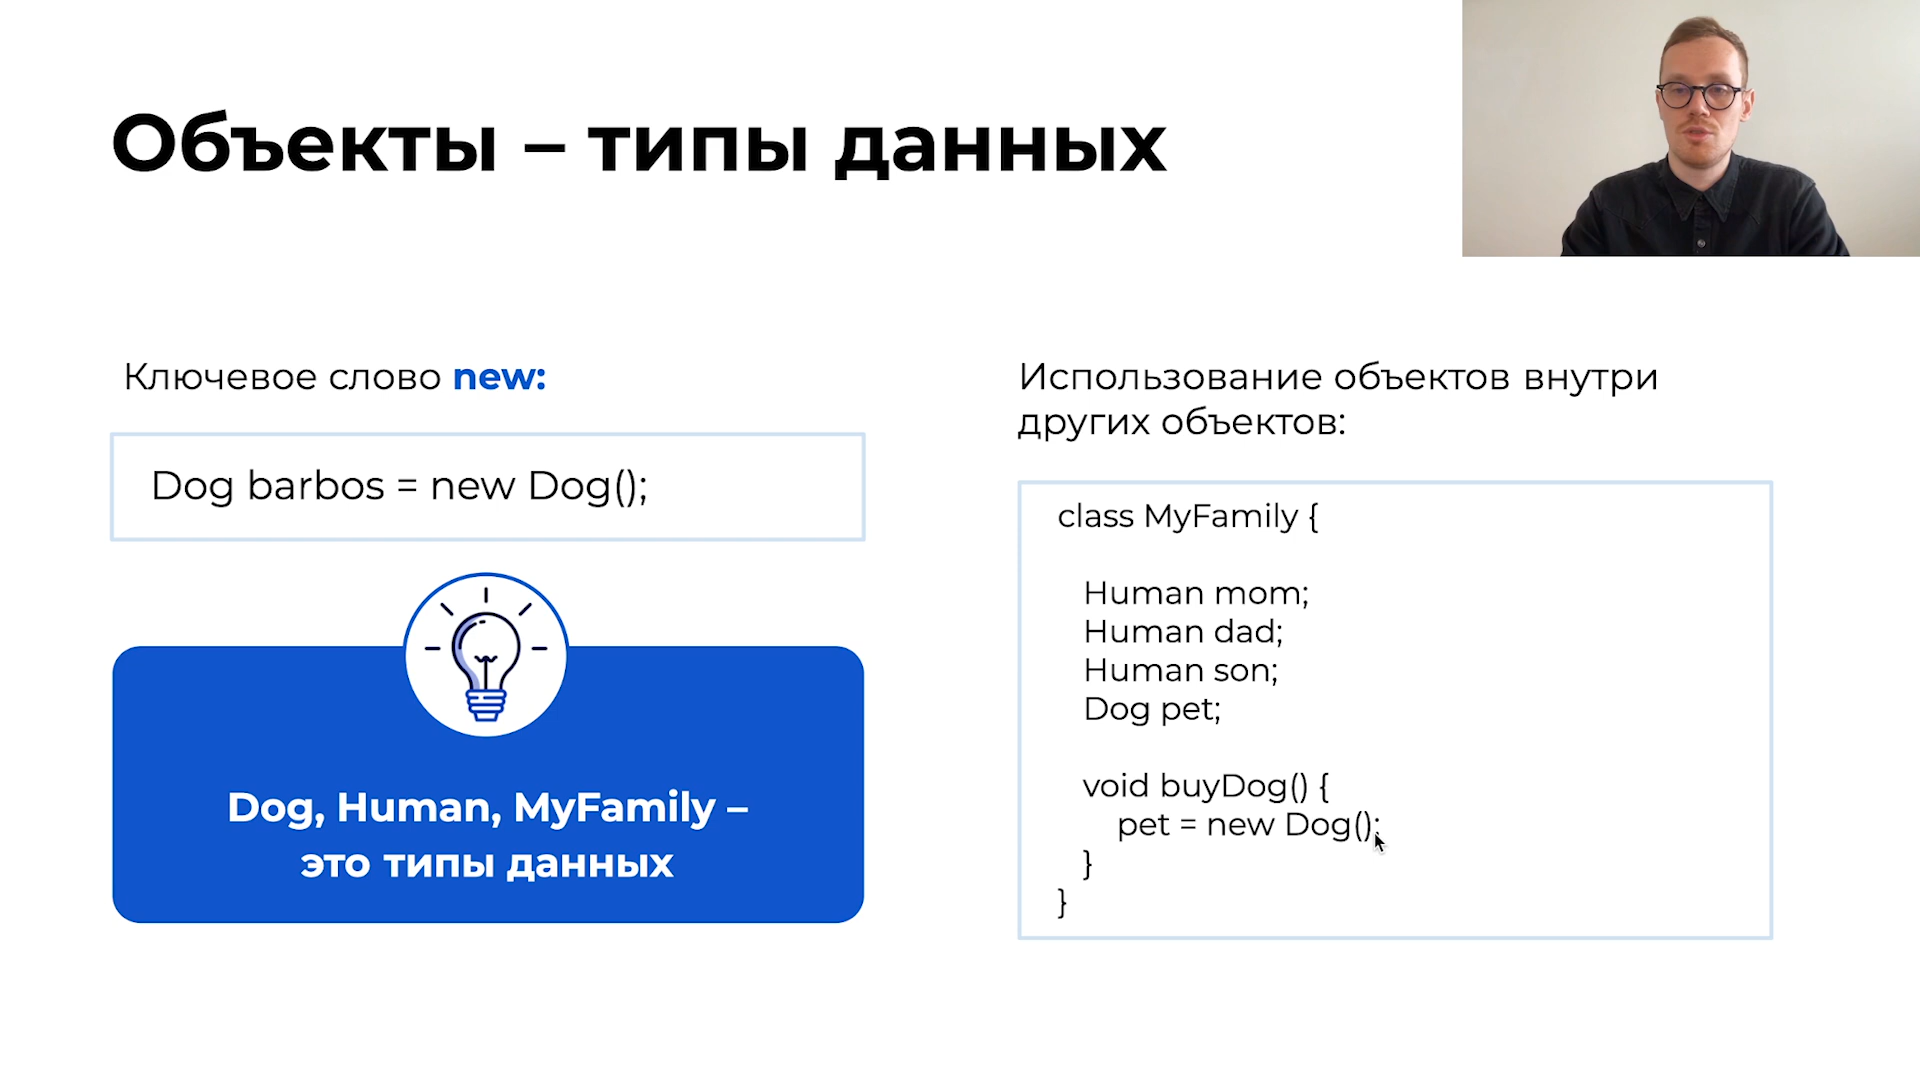 Объекты – типы данных
Ключевое слово new:
Dog barbos = new Dog();
Dog, Human, MyFamily –
это типы данных
Использование объектов внутри
других объектов:
class MyFamily {
Human mom;
Human dad;
Human son;
Dog pet;
void buyDog() {
pet = new Dog();
}
}